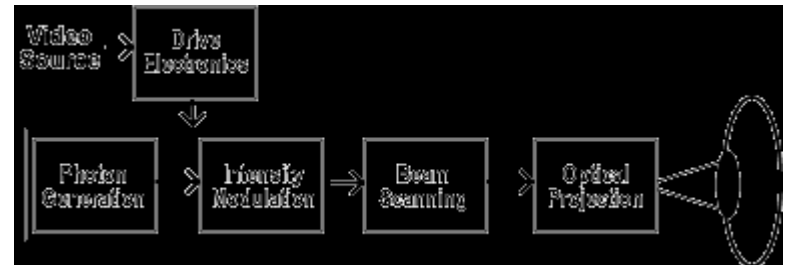 Video
Source
Drive
Electronics
Photon
Generation
Intensity
Modulation
Beam
Scanning
Optical
Projection